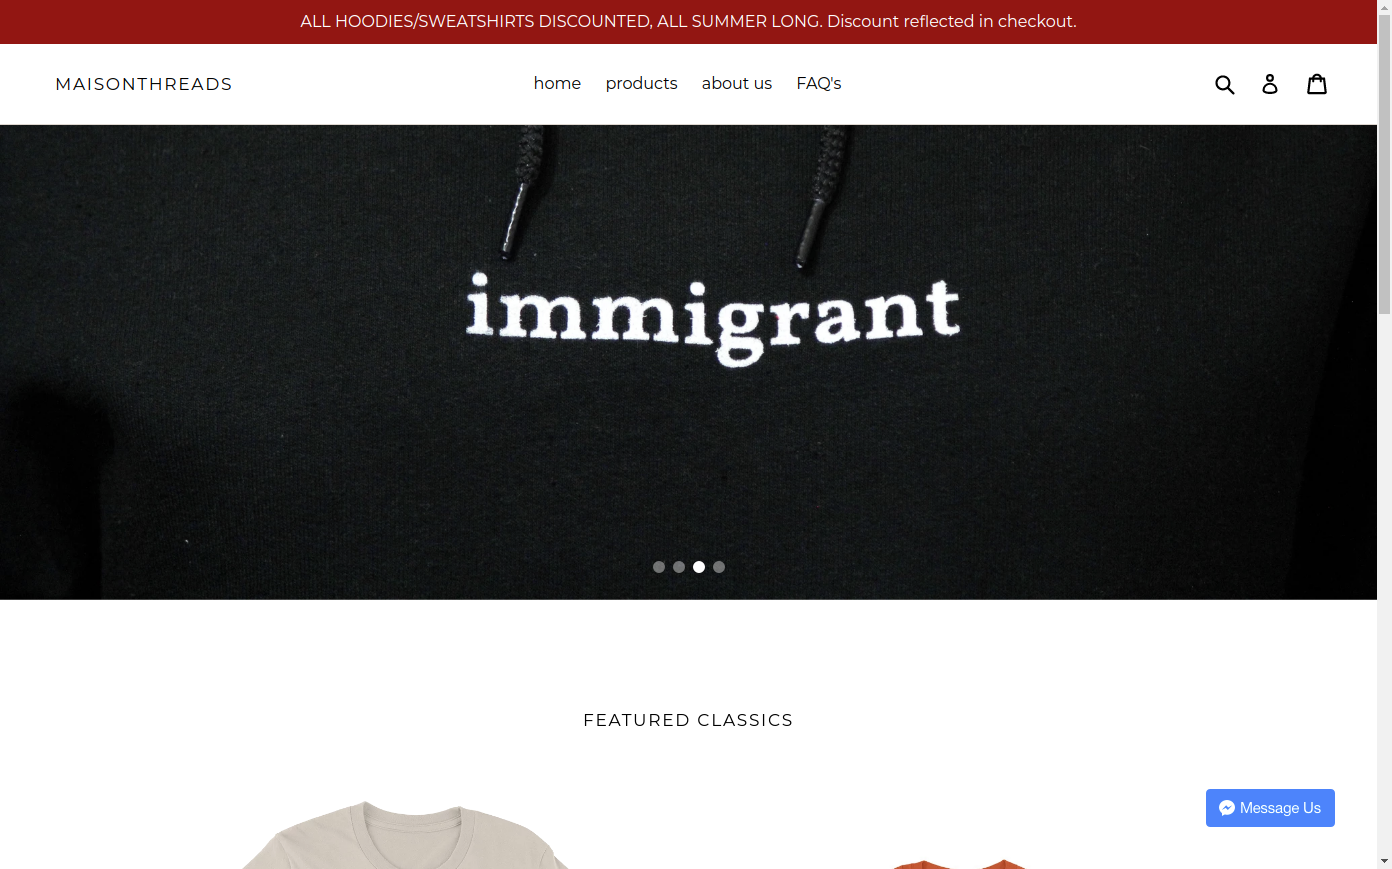 ALL HOODIES/SWEATSHIRTS DISCOUNTED, ALL SUMMER LONG. Discount reflected in checkout.
MAISONTHREADS
home products about us FAQ's
immigrant
FEATURED CLASSICS
Message Us